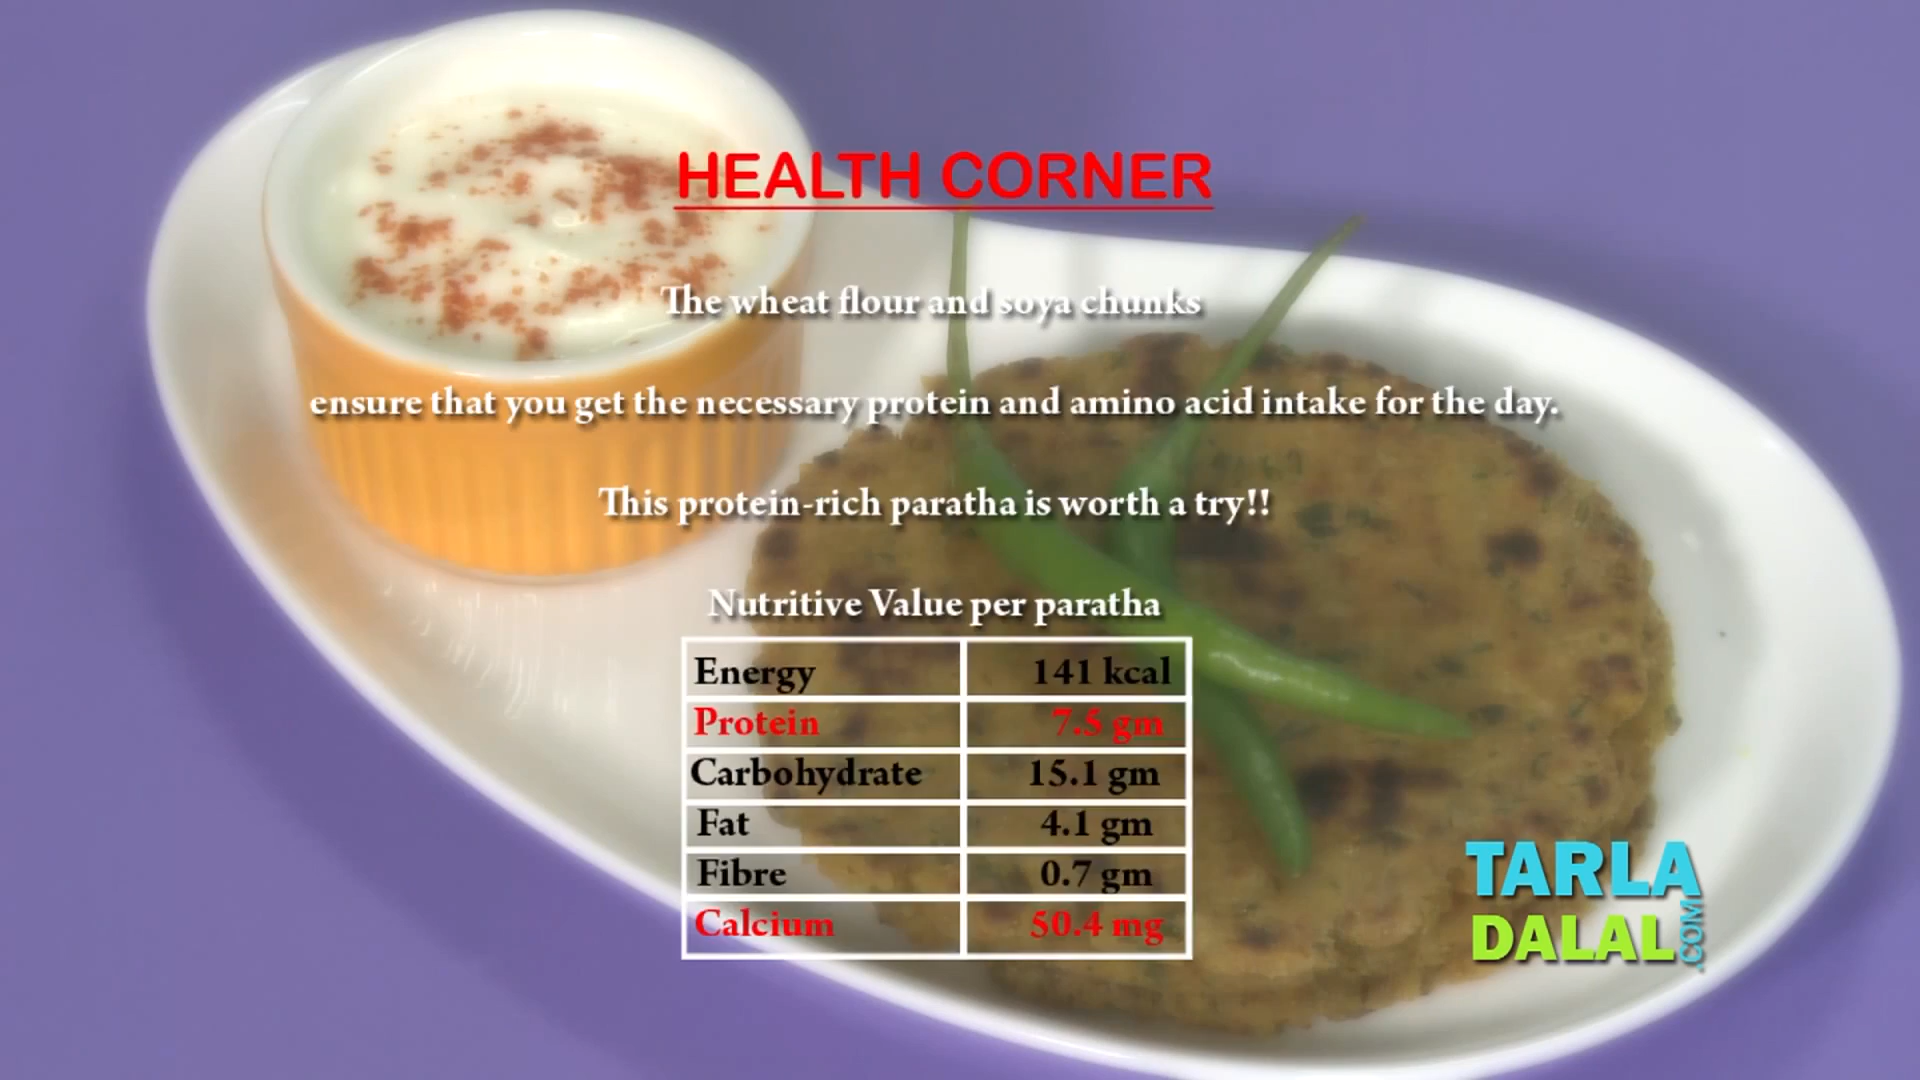 HEALTH CORNER
The wheat flour and soya chunks
ensure that you get the necessary protein and amino acid intake for the day.
This protein-rich paratha is worth a try!!
Nutritive Value per paratha
Energy 141 kcal
Protein 7.5 gm
Carbohydrate 15.1 gm
Fat 4.1 gm
Fibre 0.7 gm
Calcium 50.4 mg
TARLA
DALAL.COM